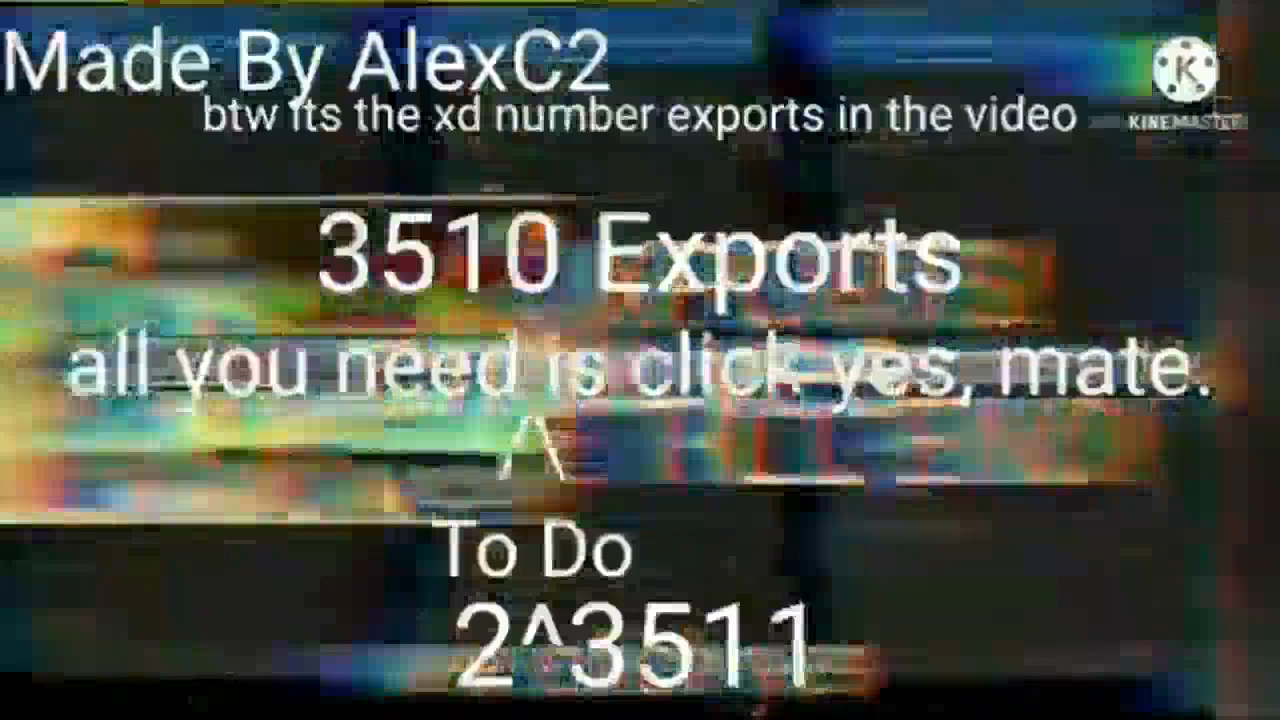 Made By AlexC2
btw its the xd number exports in the video
KINEMASTER
3510 Exports
all you need is click yes, mate.
^
To Do
2^3511